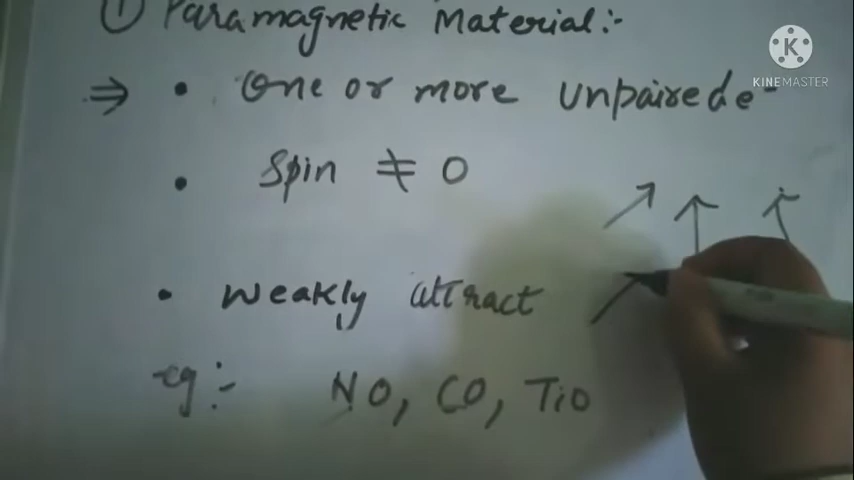 ① Paramagnetic Material:-
K
KINEMASTER
⇒ • One or more unpaired e-
• Spin ≠ 0
• Weakly attract
eg:- NO, CO, TiO